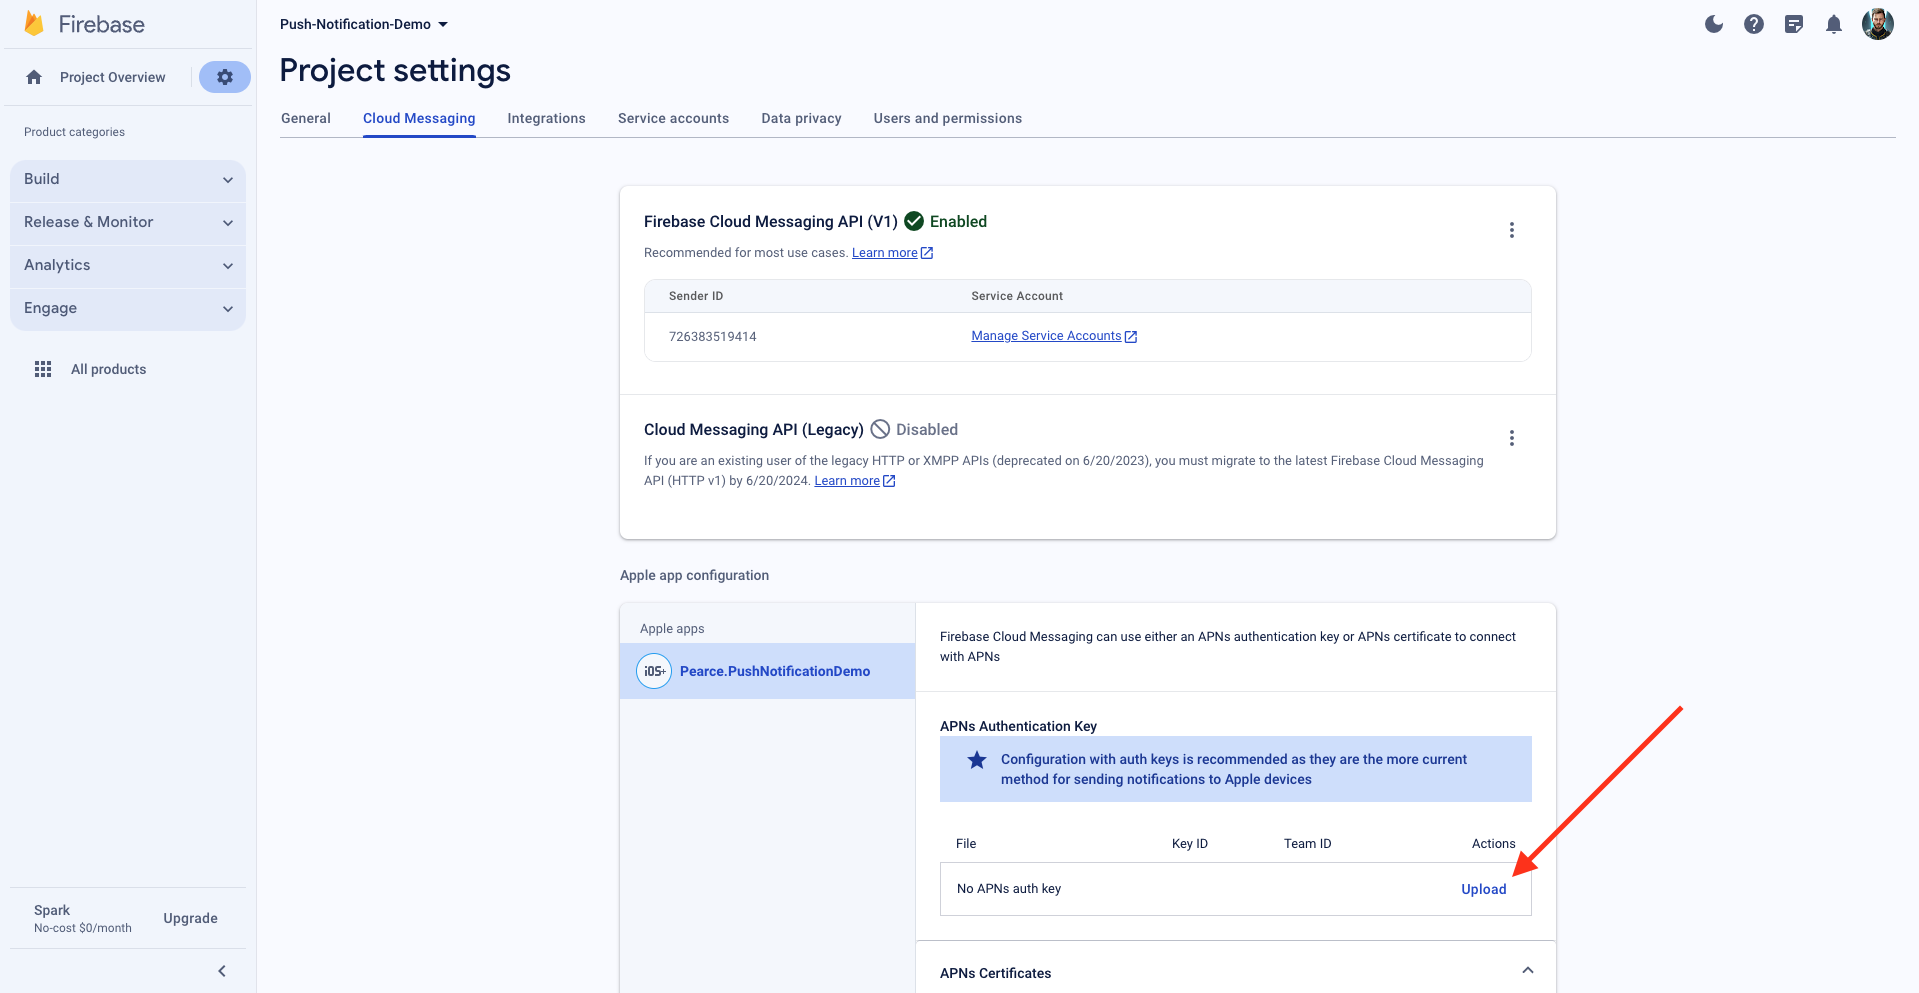 Firebase
Push-Notification-Demo
Project Overview
Project settings
General Cloud Messaging Integrations Service accounts Data privacy Users and permissions
Product categories
Build
Release & Monitor
Analytics
Engage
All products
Firebase Cloud Messaging API (V1) Enabled
Recommended for most use cases. Learn more
Sender ID Service Account
726383519414 Manage Service Accounts
Cloud Messaging API (Legacy) Disabled
If you are an existing user of the legacy HTTP or XMPP APIs (deprecated on 6/20/2023), you must migrate to the latest Firebase Cloud Messaging
API (HTTP v1) by 6/20/2024. Learn more
Apple app configuration
Apple apps
iOS+ Pearce.PushNotificationDemo
Firebase Cloud Messaging can use either an APNs authentication key or APNs certificate to connect
with APNs
APNs Authentication Key
Configuration with auth keys is recommended as they are the more current
method for sending notifications to Apple devices
File Key ID Team ID Actions
No APNs auth key Upload
APNs Certificates
Spark
No-cost $0/month
Upgrade